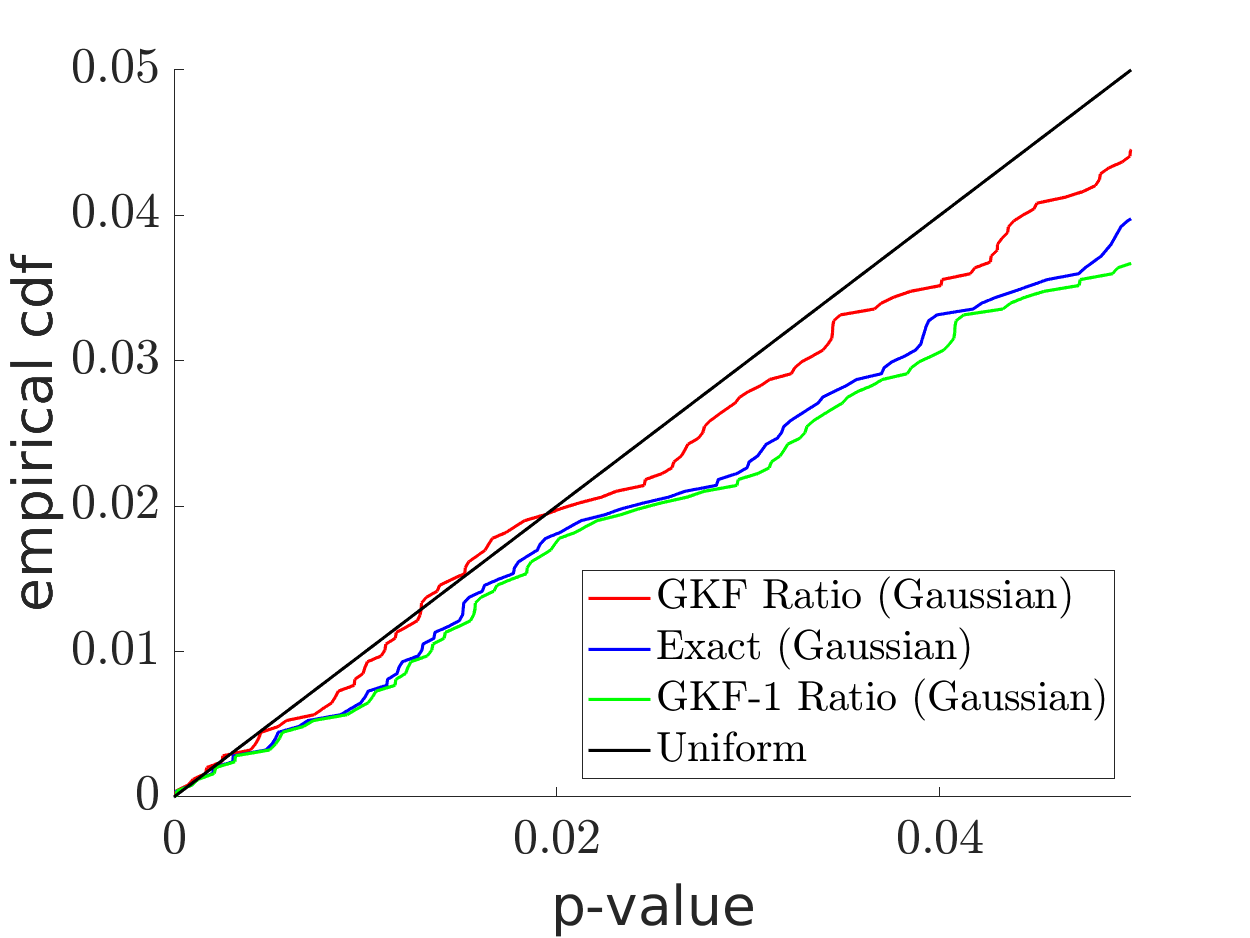 0.05
0.04
0.03
0.02
0.01
0
empirical cdf
GKF Ratio (Gaussian)
Exact (Gaussian)
GKF-1 Ratio (Gaussian)
Uniform
0
0.02
0.04
p-value